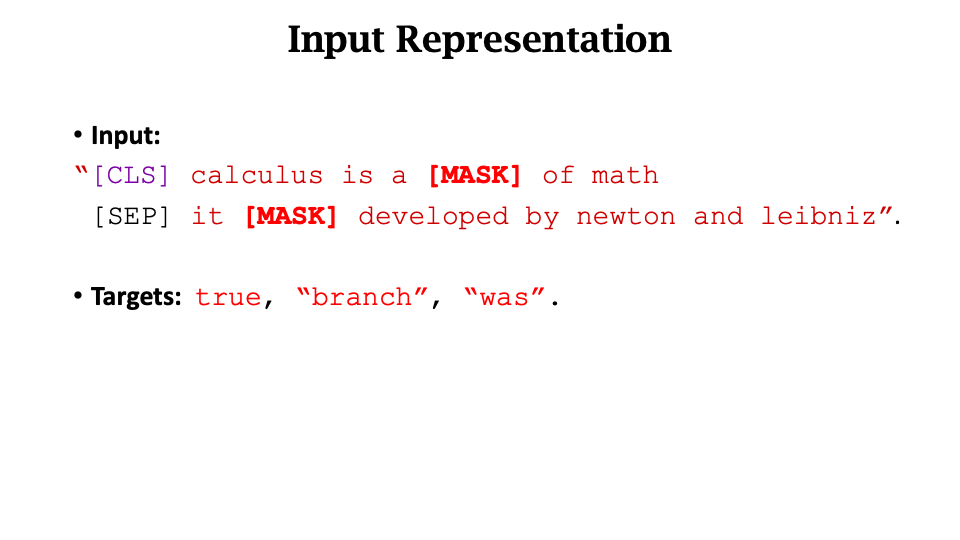 Input Representation
• Input:
“[CLS] calculus is a [MASK] of math
[SEP] it [MASK] developed by newton and leibniz”.
• Targets: true, “branch”, “was”.